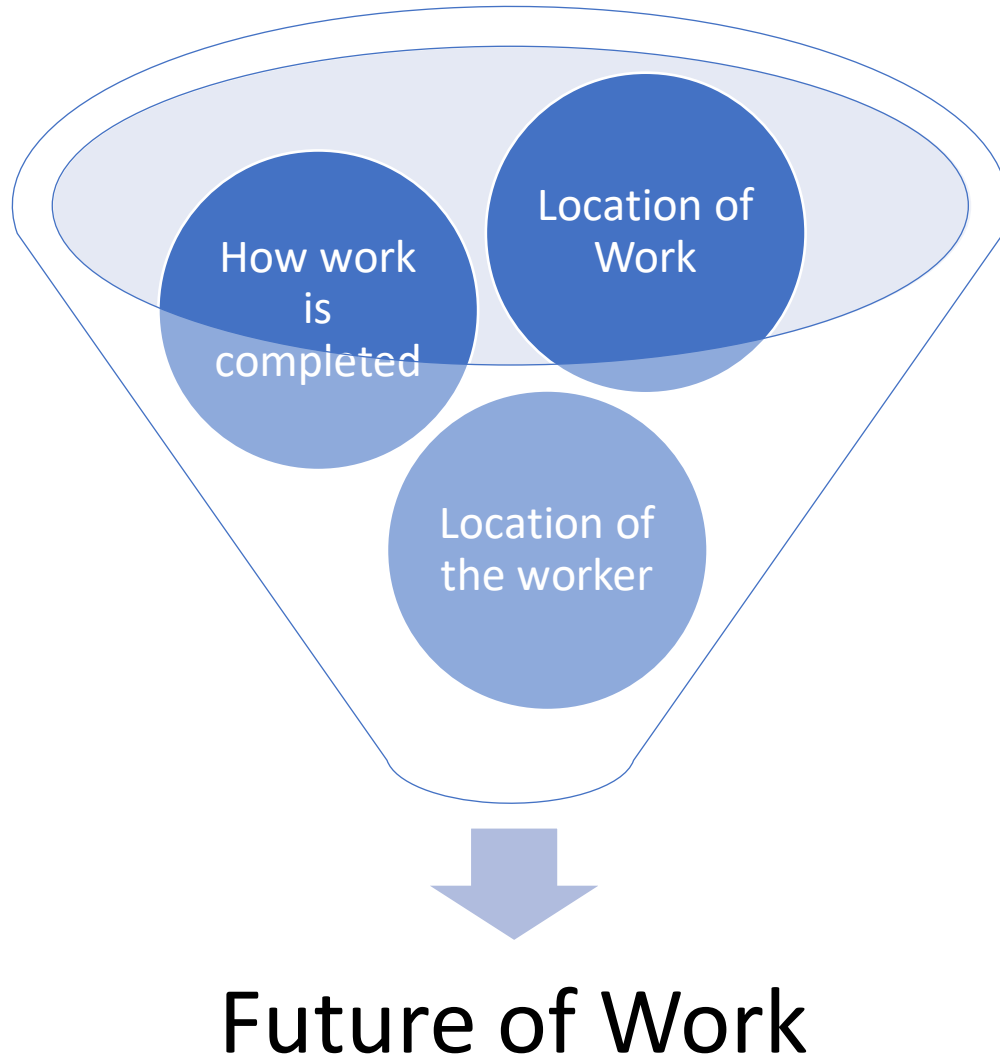 How work
is
completed
Location of
Work
Location of
the worker
Future of Work